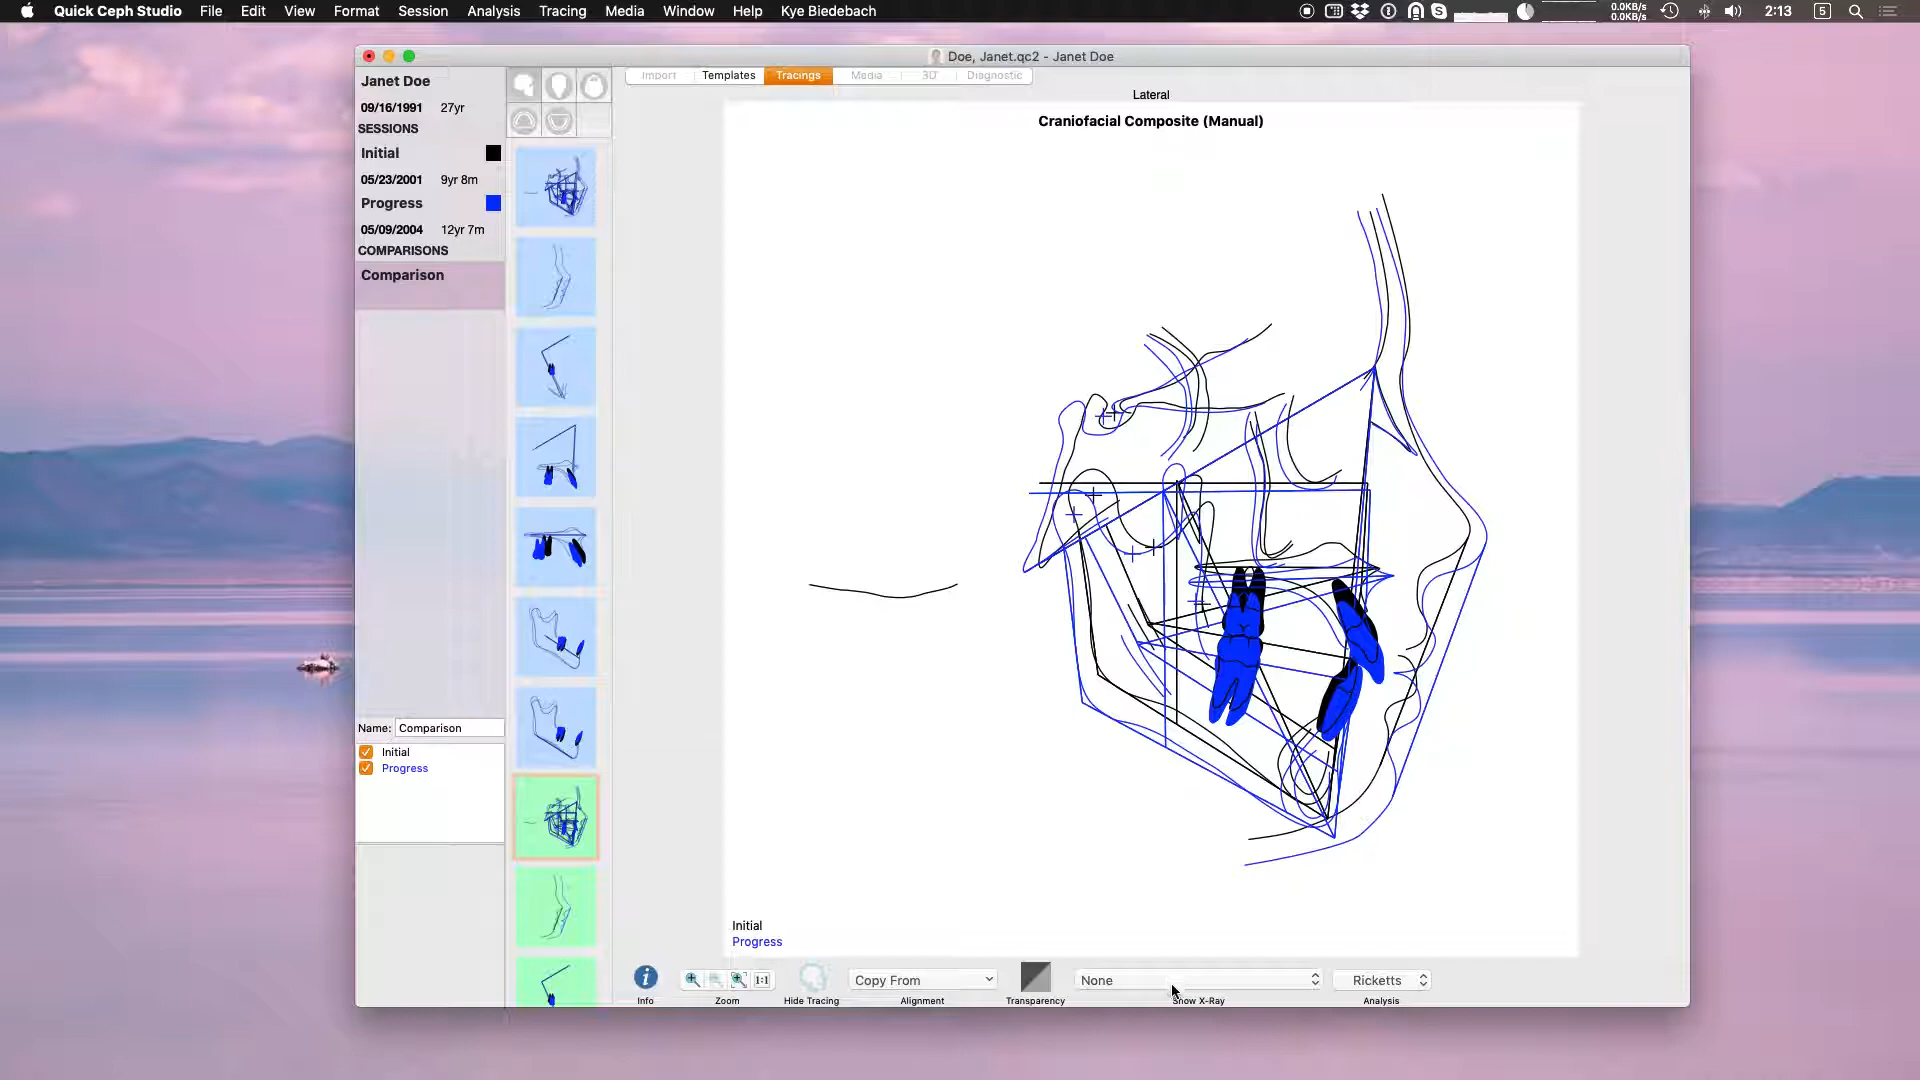 Quick Ceph Studio File Edit View Format Session Analysis Tracing Media Window Help Kye Biedebach
0.0KB/s
0.0KB/s
2:13
5
Doe, Janet.qc2 - Janet Doe
Janet Doe
09/16/1991 27yr
SESSIONS
Initial
05/23/2001 9yr 8m
Progress
05/09/2004 12yr 7m
COMPARISONS
Comparison
Name: Comparison
Initial
Progress
Import Templates Tracings Media 3D Diagnostic
Lateral
Craniofacial Composite (Manual)
Initial
Progress
Info
1:1
Zoom
Hide Tracing
Copy From
Alignment
Transparency
None
Show X-Ray
Ricketts
Analysis